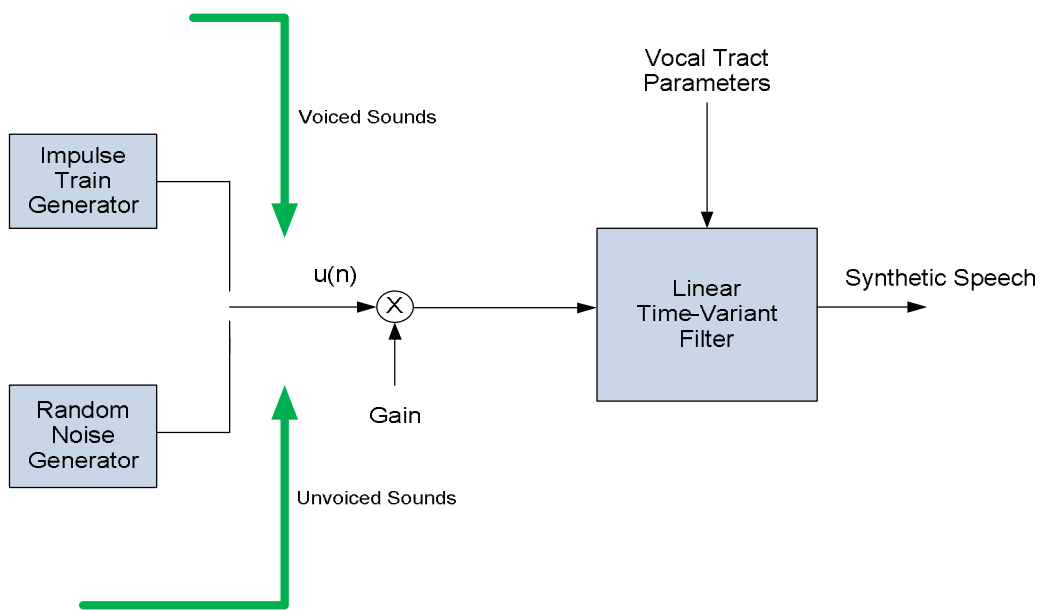 Vocal Tract
Parameters
Voiced Sounds
Impulse
Train
Generator
u(n)
X
Linear
Time-Variant
Filter
Synthetic Speech
Gain
Random
Noise
Generator
Unvoiced Sounds